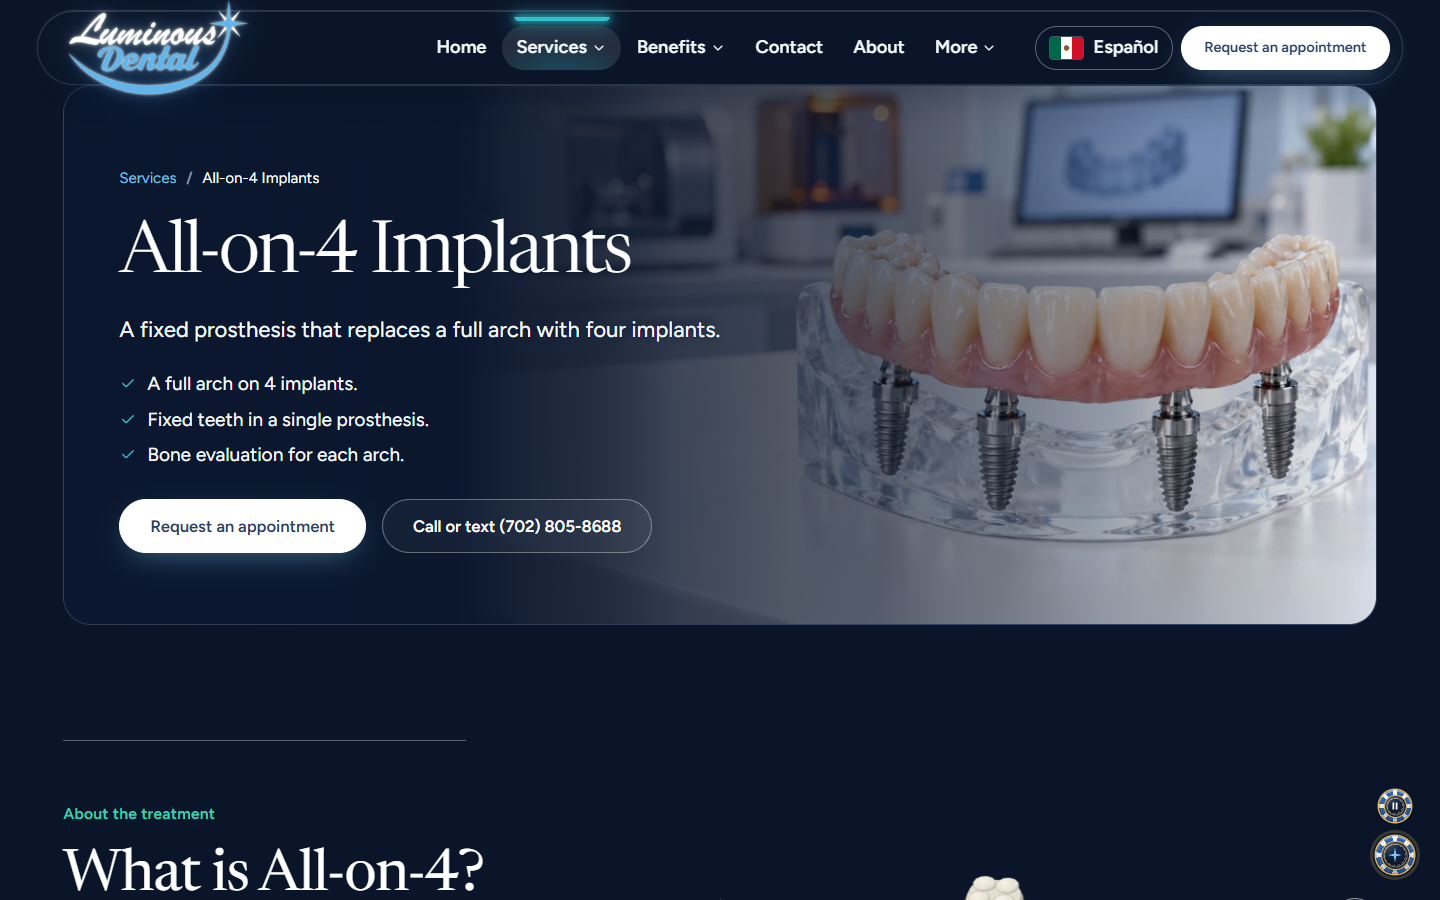 Luminous
Dental
Home
Services
Benefits
Contact
About
More
Español
Request an appointment
Services / All-on-4 Implants
All-on-4 Implants
A fixed prosthesis that replaces a full arch with four implants.
A full arch on 4 implants.
Fixed teeth in a single prosthesis.
Bone evaluation for each arch.
Request an appointment
Call or text (702) 805-8688
About the treatment
What is All-on-4?